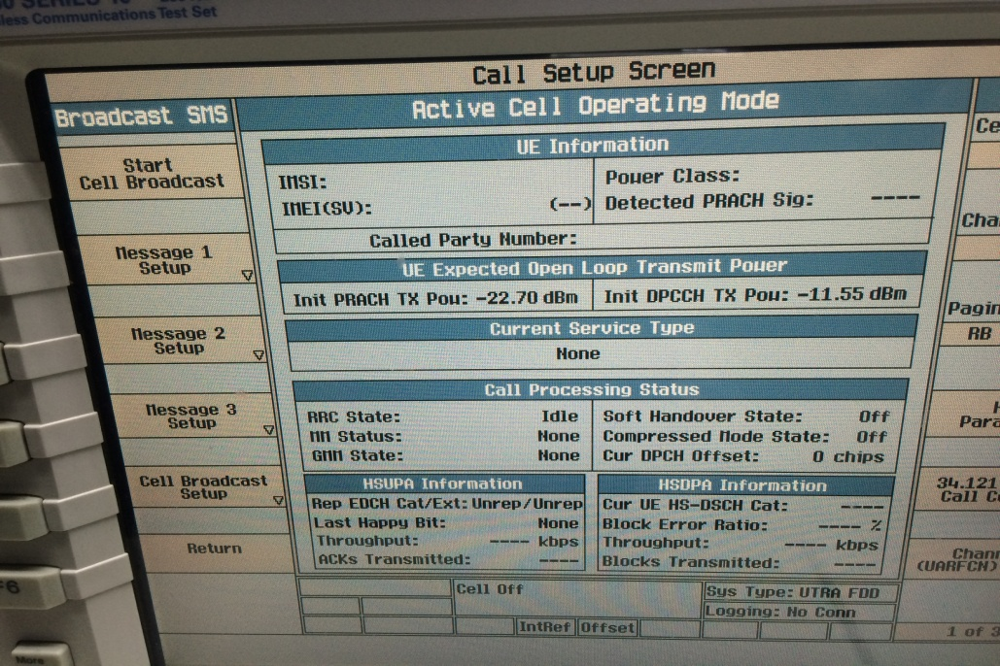 SERIES 10
less Communications Test Set
Call Setup Screen
Active Cell Operating Mode
Broadcast SMS
Start
Cell Broadcast
Message 1
Setup
Message 2
Setup
Message 3
Setup
Cell Broadcast
Setup
Return
F6
More
UE Information
IMSI:
IMEI(SV): (--)
Power Class:
Detected PRACH Sig: ----
Called Party Number:
UE Expected Open Loop Transmit Power
Init PRACH TX Pow: -22.70 dBm
Init DPCCH TX Pow: -11.55 dBm
Current Service Type
None
Call Processing Status
RRC State: Idle
MM Status: None
GMM State: None
Soft Handover State: Off
Compressed Mode State: Off
Cur DPCH Offset: 0 chips
HSUPA Information
Rep EDCH Cat/Ext: Unrep/Unrep
Last Happy Bit: None
Throughput: ---- kbps
ACKs Transmitted: ----
HSDPA Information
Cur UE HS-DSCH Cat: ----
Block Error Ratio: ---- %
Throughput: ---- kbps
Blocks Transmitted: ----
Cell Off
Sys Type: UTRA FDD
Logging: No Conn
IntRef Offset
Ce
Cha
Pagin
RB
Para
34.121
Call Co
Chann
(UARFCN)
1 of 3